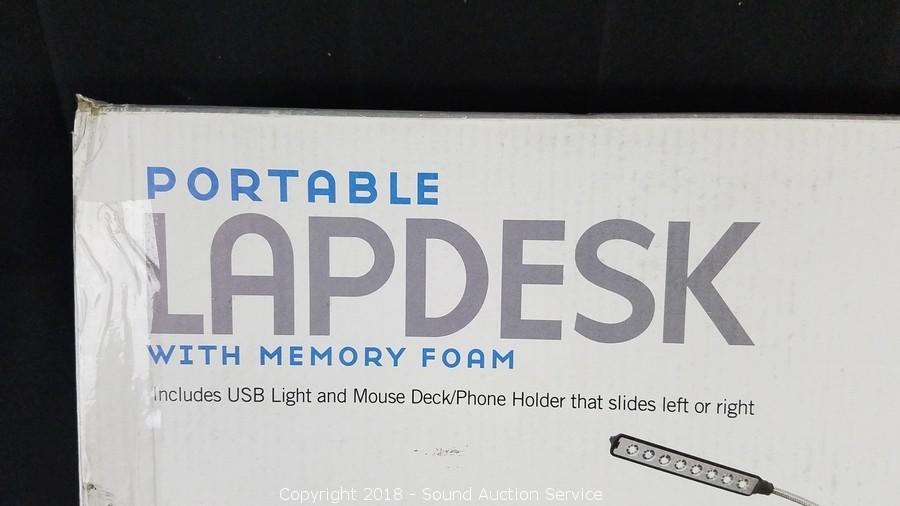 PORTABLE
LAPDESK
WITH MEMORY FOAM
Includes USB Light and Mouse Deck/Phone Holder that slides left or right
Copyright 2018 - Sound Auction Service